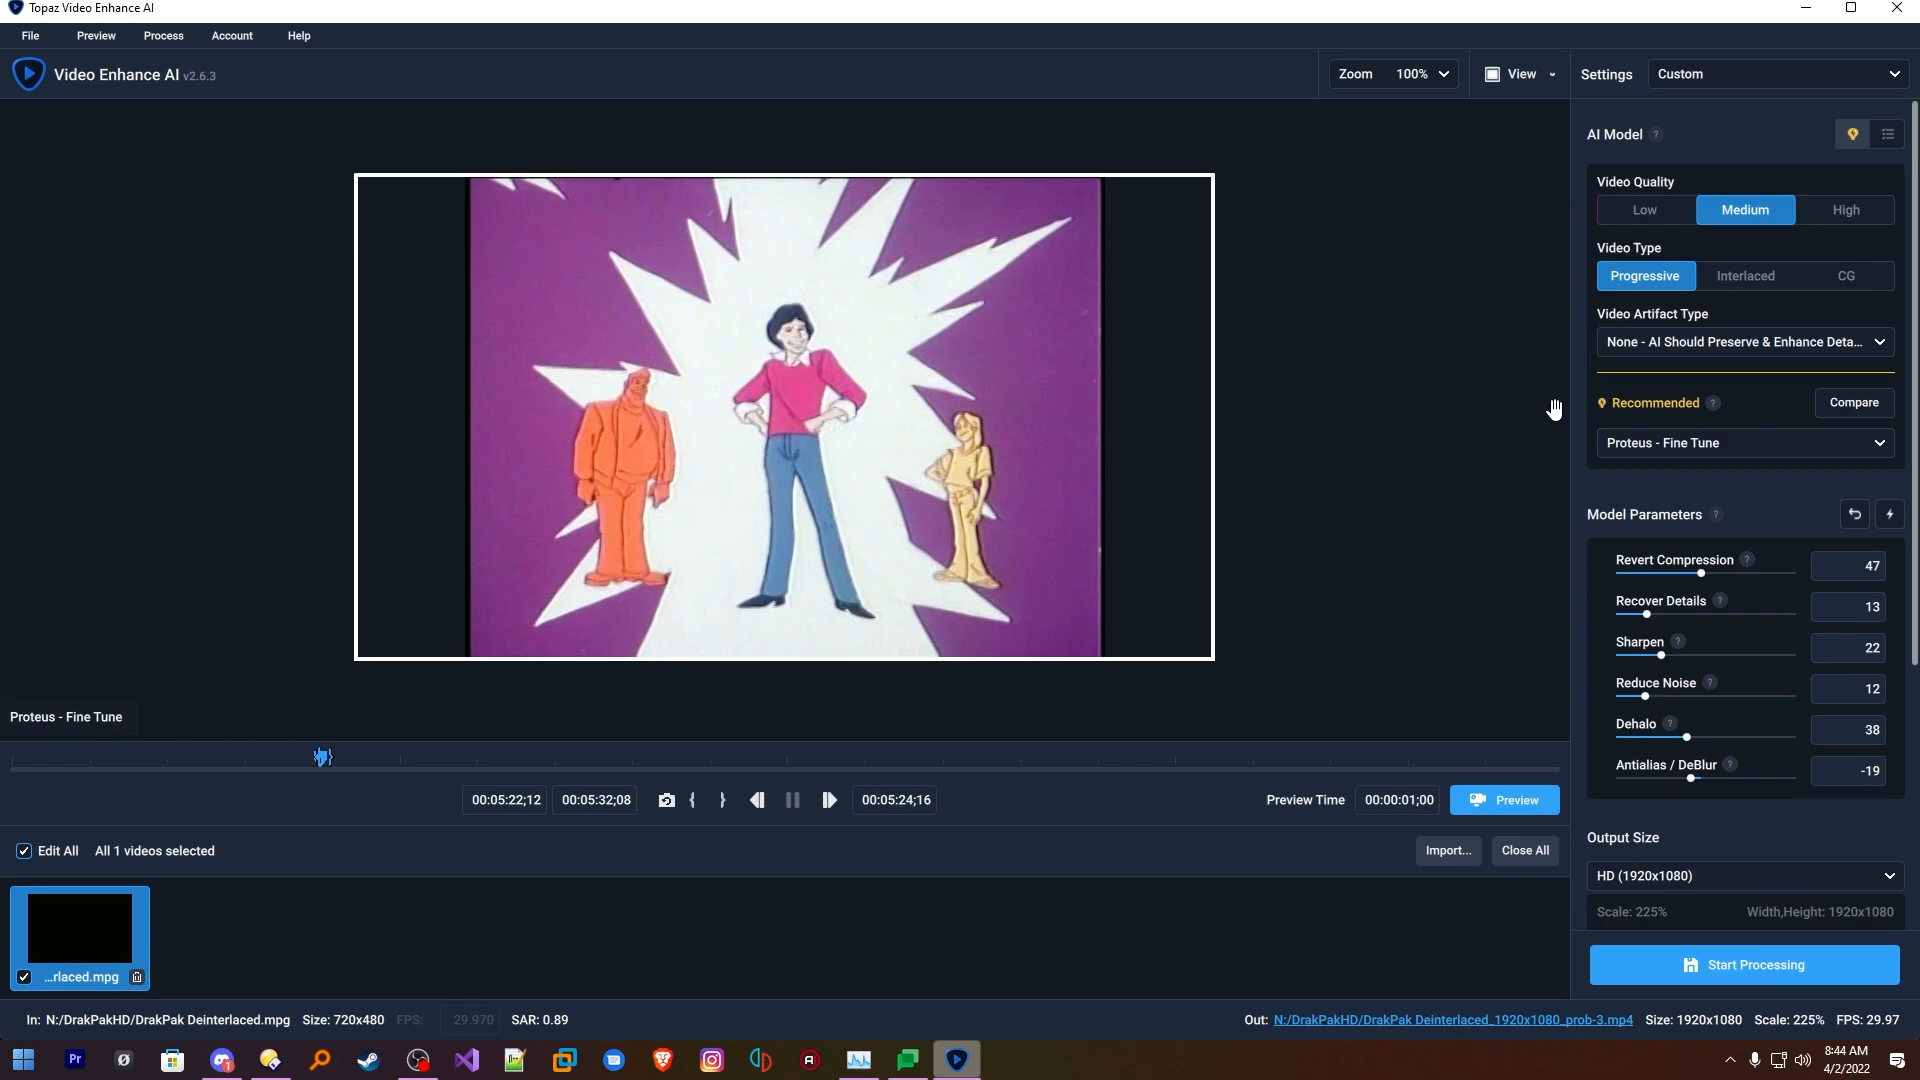 Topaz Video Enhance AI
File Preview Process Account Help
Video Enhance AI v2.6.3
Zoom 100%
View
Settings Custom
AI Model ?
Video Quality
Low Medium High
Video Type
Progressive Interlaced CG
Video Artifact Type
None - AI Should Preserve & Enhance Deta...
Recommended ? Compare
Proteus - Fine Tune
Model Parameters ?
Revert Compression ? 47
Recover Details ? 13
Sharpen ? 22
Reduce Noise ? 12
Dehalo ? 38
Antialias / DeBlur ? -19
Proteus - Fine Tune
00:05:22;12 00:05:32;08 { } 00:05:24;16
Preview Time 00:00:01;00 Preview
Output Size
HD (1920x1080)
Scale: 225% Width,Height: 1920x1080
Start Processing
Edit All All 1 videos selected
Import... Close All
...rlaced.mpg
In: N:/DrakPakHD/DrakPak Deinterlaced.mpg Size: 720x480 FPS: 29.970 SAR: 0.89
Out: N:/DrakPakHD/DrakPak Deinterlaced_1920x1080_prob-3.mp4 Size: 1920x1080 Scale: 225% FPS: 29.97
Pr
1
A
8:44 AM
4/2/2022